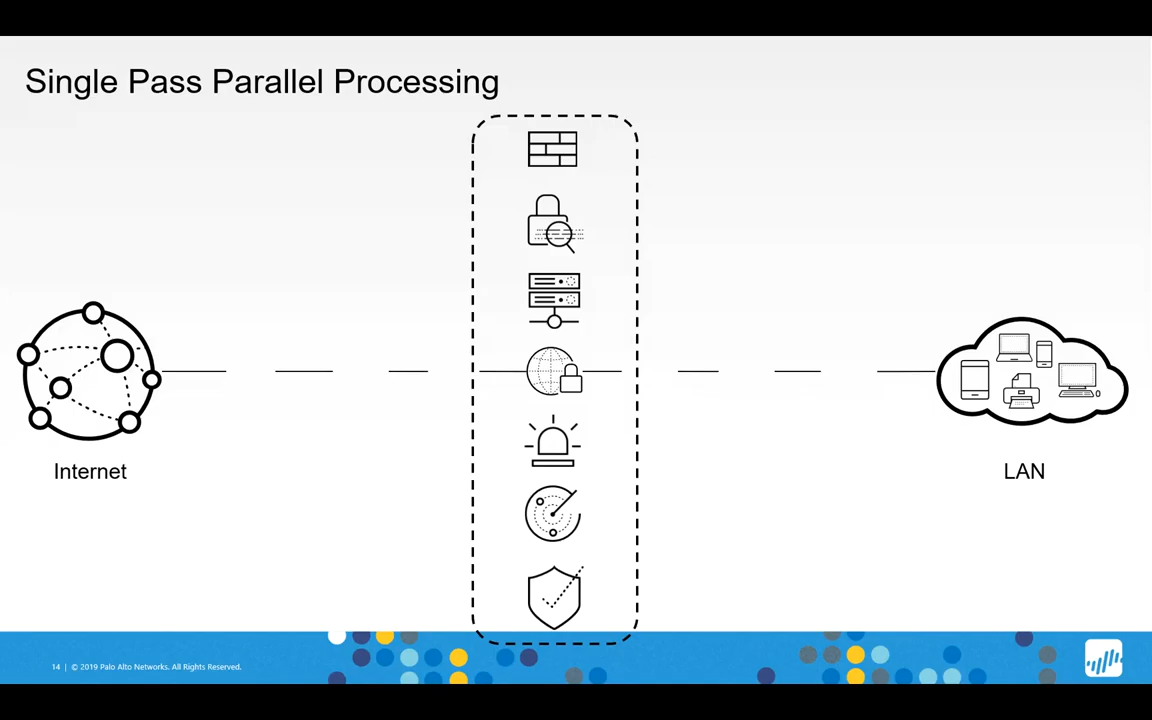 Single Pass Parallel Processing
Internet
LAN
14 | © 2019 Palo Alto Networks. All Rights Reserved.